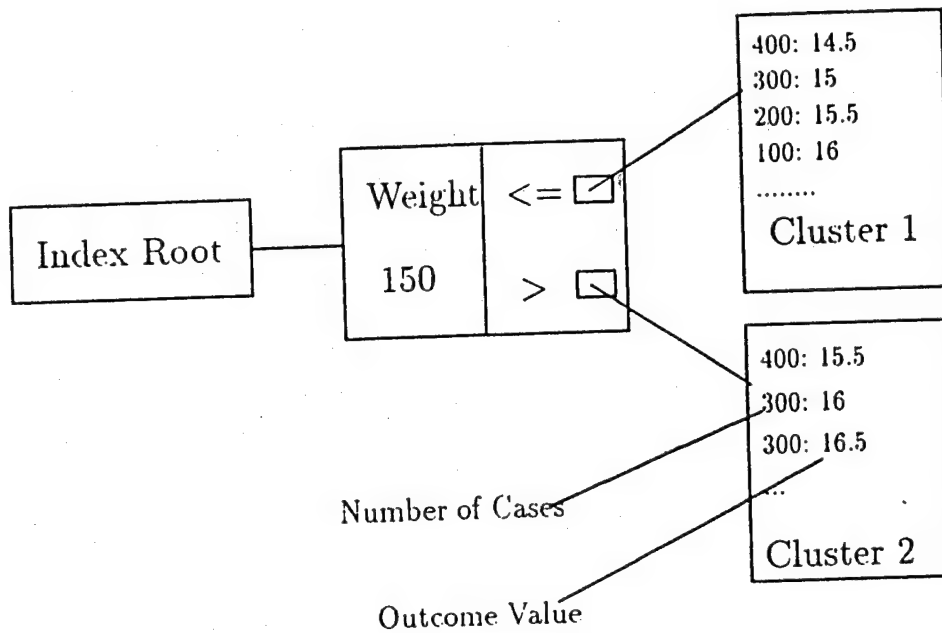 Index Root
Weight
150
<=
>
400: 14.5
300: 15
200: 15.5
100: 16
.........
Cluster 1
400: 15.5
300: 16
300: 16.5
...
Cluster 2
Number of Cases
Outcome Value